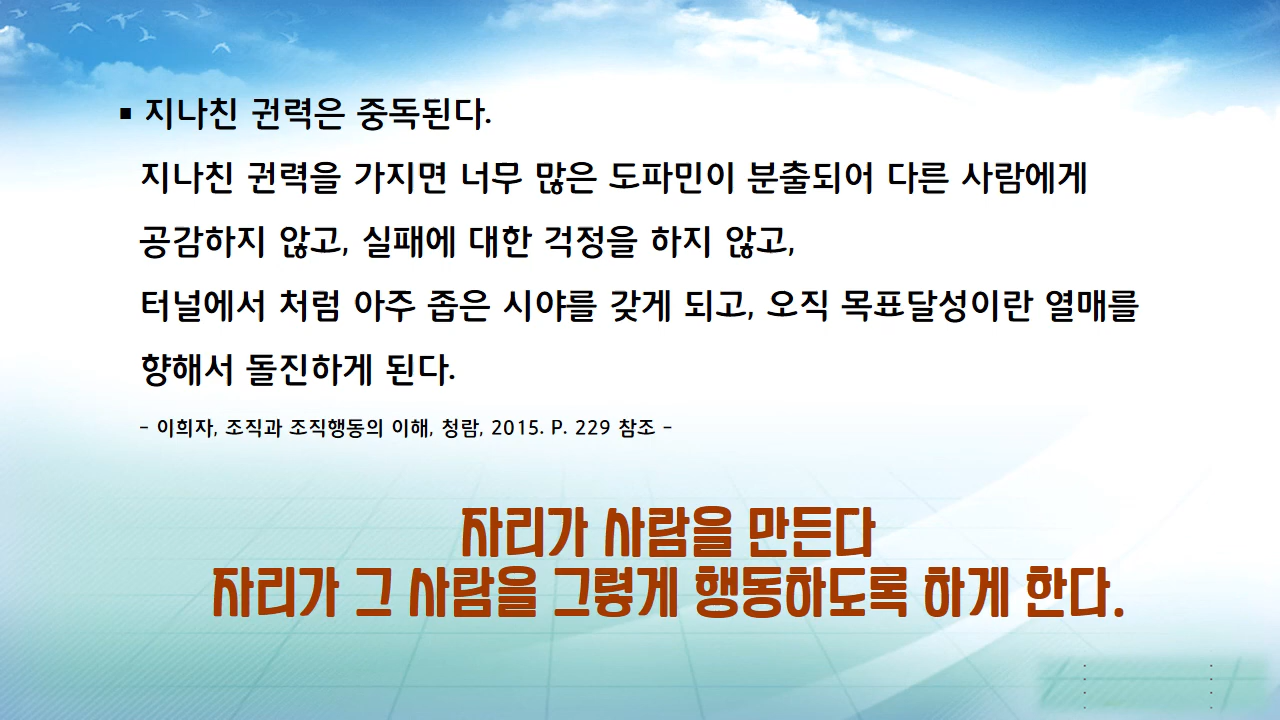 ▪ 지나친 권력은 중독된다.
지나친 권력을 가지면 너무 많은 도파민이 분출되어 다른 사람에게
공감하지 않고, 실패에 대한 걱정을 하지 않고,
터널에서 처럼 아주 좁은 시야를 갖게 되고, 오직 목표달성이란 열매를
향해서 돌진하게 된다.
- 이희자, 조직과 조직행동의 이해, 청람, 2015. P. 229 참조 -
자리가 사람을 만든다
자리가 그 사람을 그렇게 행동하도록 하게 한다.